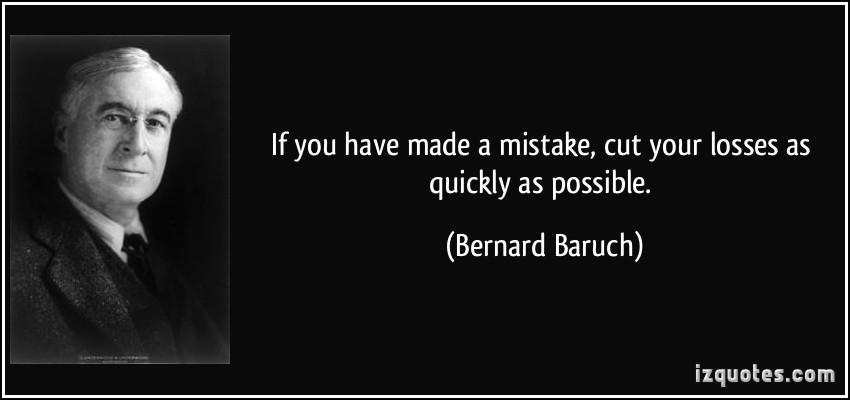 If you have made a mistake, cut your losses as
quickly as possible.
(Bernard Baruch)
izquotes.com